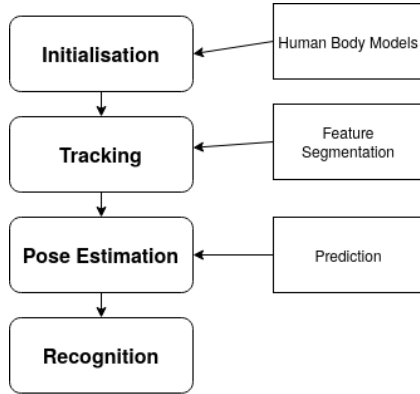 Initialisation
Human Body Models
Tracking
Feature
Segmentation
Pose Estimation
Prediction
Recognition